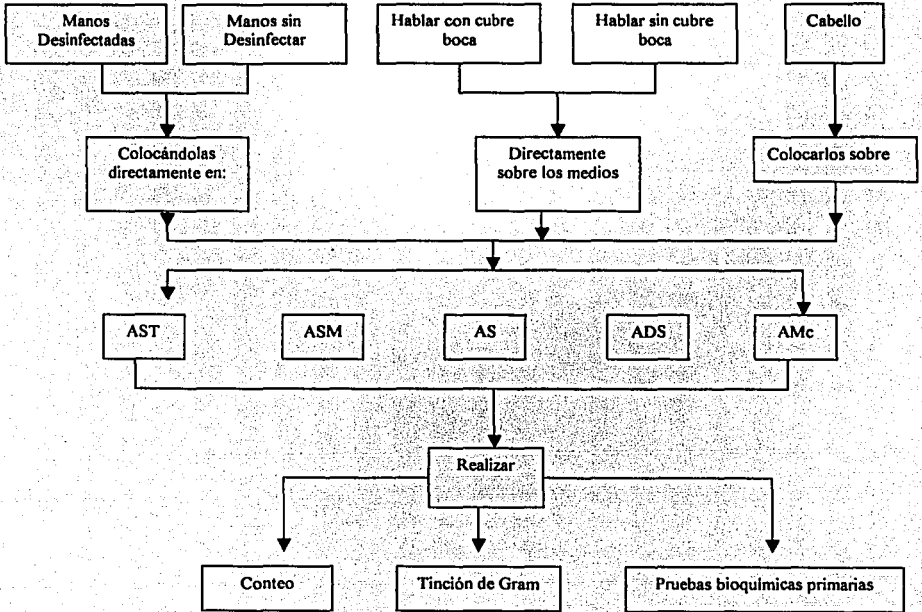 Manos
Desinfectadas
Manos sin
Desinfectar
Hablar con cubre
boca
Hablar sin cubre
boca
Cabello
Colocándolas
directamente en:
Directamente
sobre los medios
Colocarlos sobre
AST
ASM
AS
ADS
AMc
Realizar
Conteo
Tinción de Gram
Pruebas bioquímicas primarias